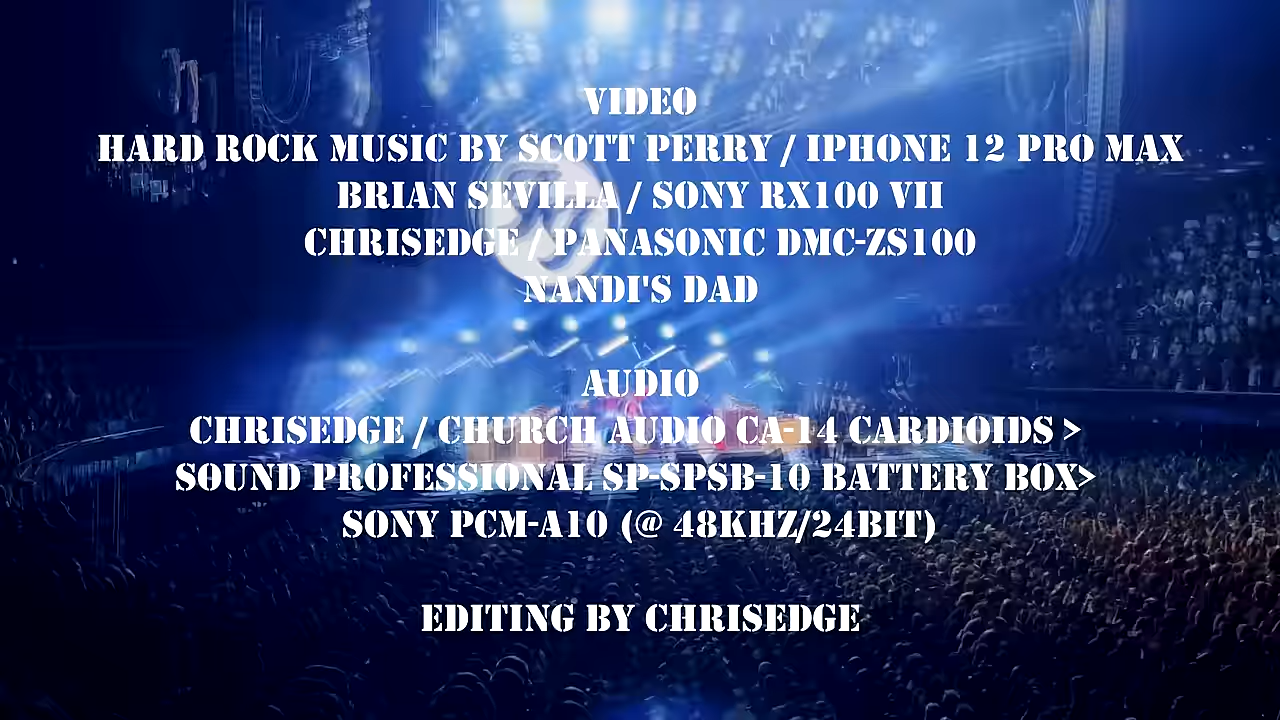 VIDEO
HARD ROCK MUSIC BY SCOTT PERRY / IPHONE 12 PRO MAX
BRIAN SEVILLA / SONY RX100 VII
CHRISEDGE / PANASONIC DMC-ZS100
NANDI'S DAD
AUDIO
CHRISEDGE / CHURCH AUDIO CA-14 CARDIOIDS >
SOUND PROFESSIONAL SP-SPSB-10 BATTERY BOX>
SONY PCM-A10 (@ 48KHZ/24BIT)
EDITING BY CHRISEDGE